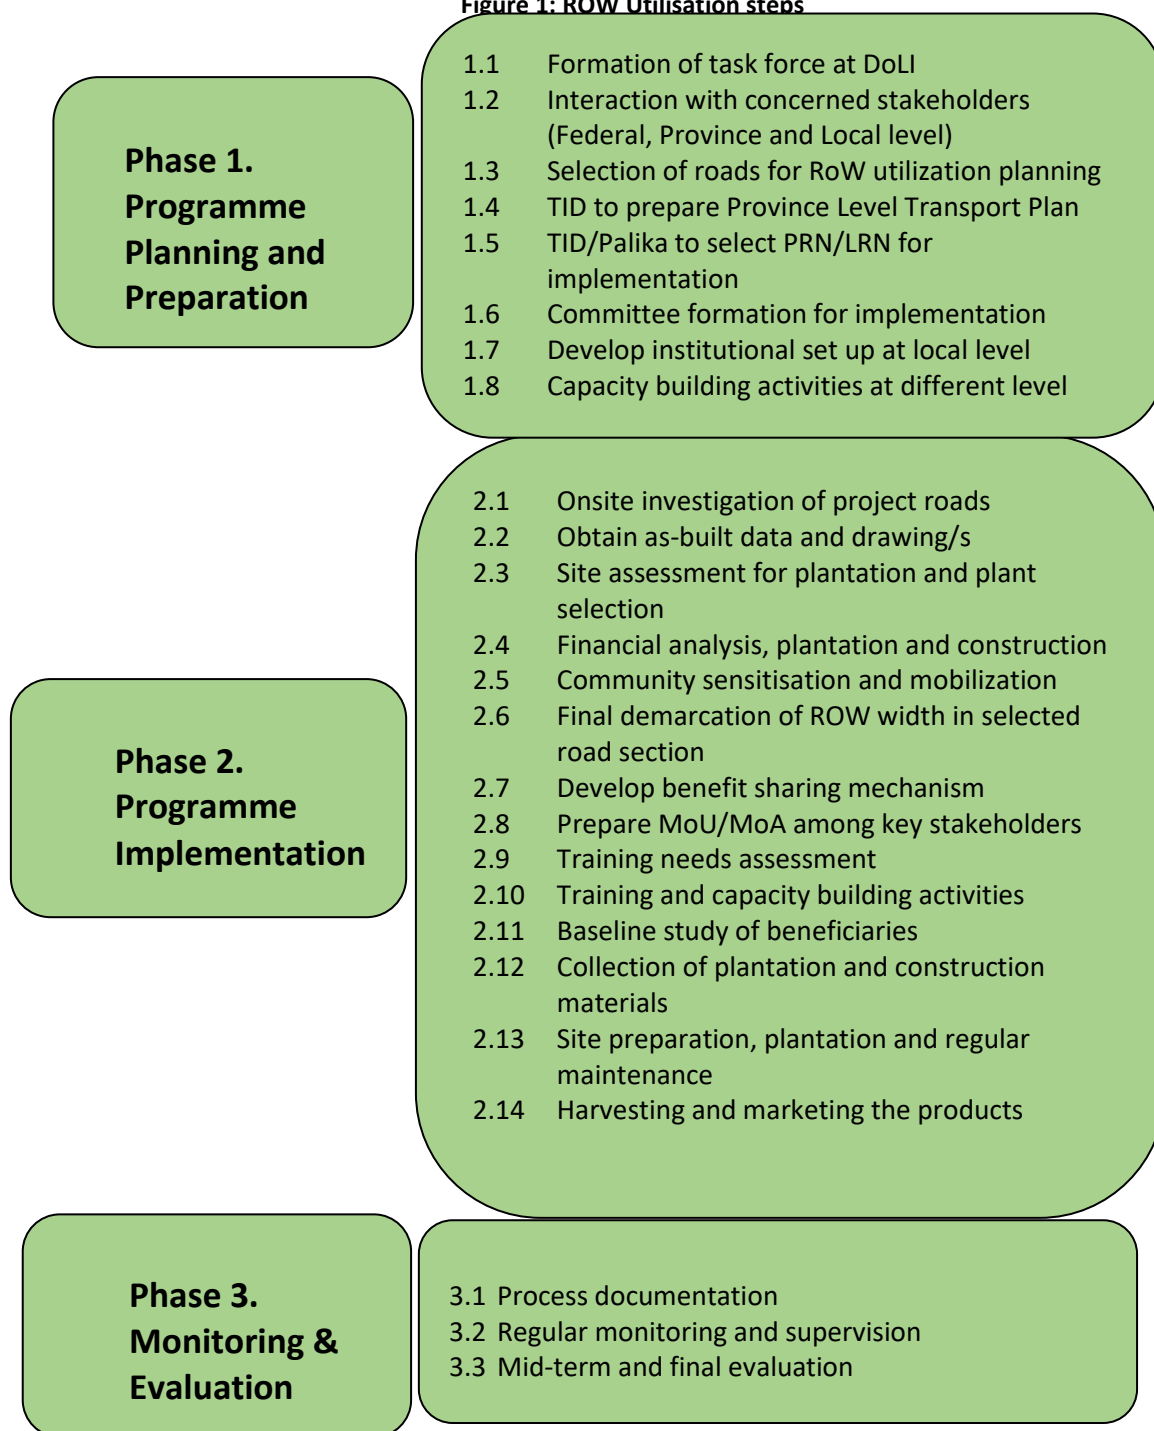 Figure 1: ROW Utilisation steps
Phase 1.
Programme
Planning and
Preparation
1.1 Formation of task force at DoLI
1.2 Interaction with concerned stakeholders
(Federal, Province and Local level)
1.3 Selection of roads for RoW utilization planning
1.4 TID to prepare Province Level Transport Plan
1.5 TID/Palika to select PRN/LRN for
implementation
1.6 Committee formation for implementation
1.7 Develop institutional set up at local level
1.8 Capacity building activities at different level
Phase 2.
Programme
Implementation
2.1 Onsite investigation of project roads
2.2 Obtain as-built data and drawing/s
2.3 Site assessment for plantation and plant
selection
2.4 Financial analysis, plantation and construction
2.5 Community sensitisation and mobilization
2.6 Final demarcation of ROW width in selected
road section
2.7 Develop benefit sharing mechanism
2.8 Prepare MoU/MoA among key stakeholders
2.9 Training needs assessment
2.10 Training and capacity building activities
2.11 Baseline study of beneficiaries
2.12 Collection of plantation and construction
materials
2.13 Site preparation, plantation and regular
maintenance
2.14 Harvesting and marketing the products
Phase 3.
Monitoring &
Evaluation
3.1 Process documentation
3.2 Regular monitoring and supervision
3.3 Mid-term and final evaluation